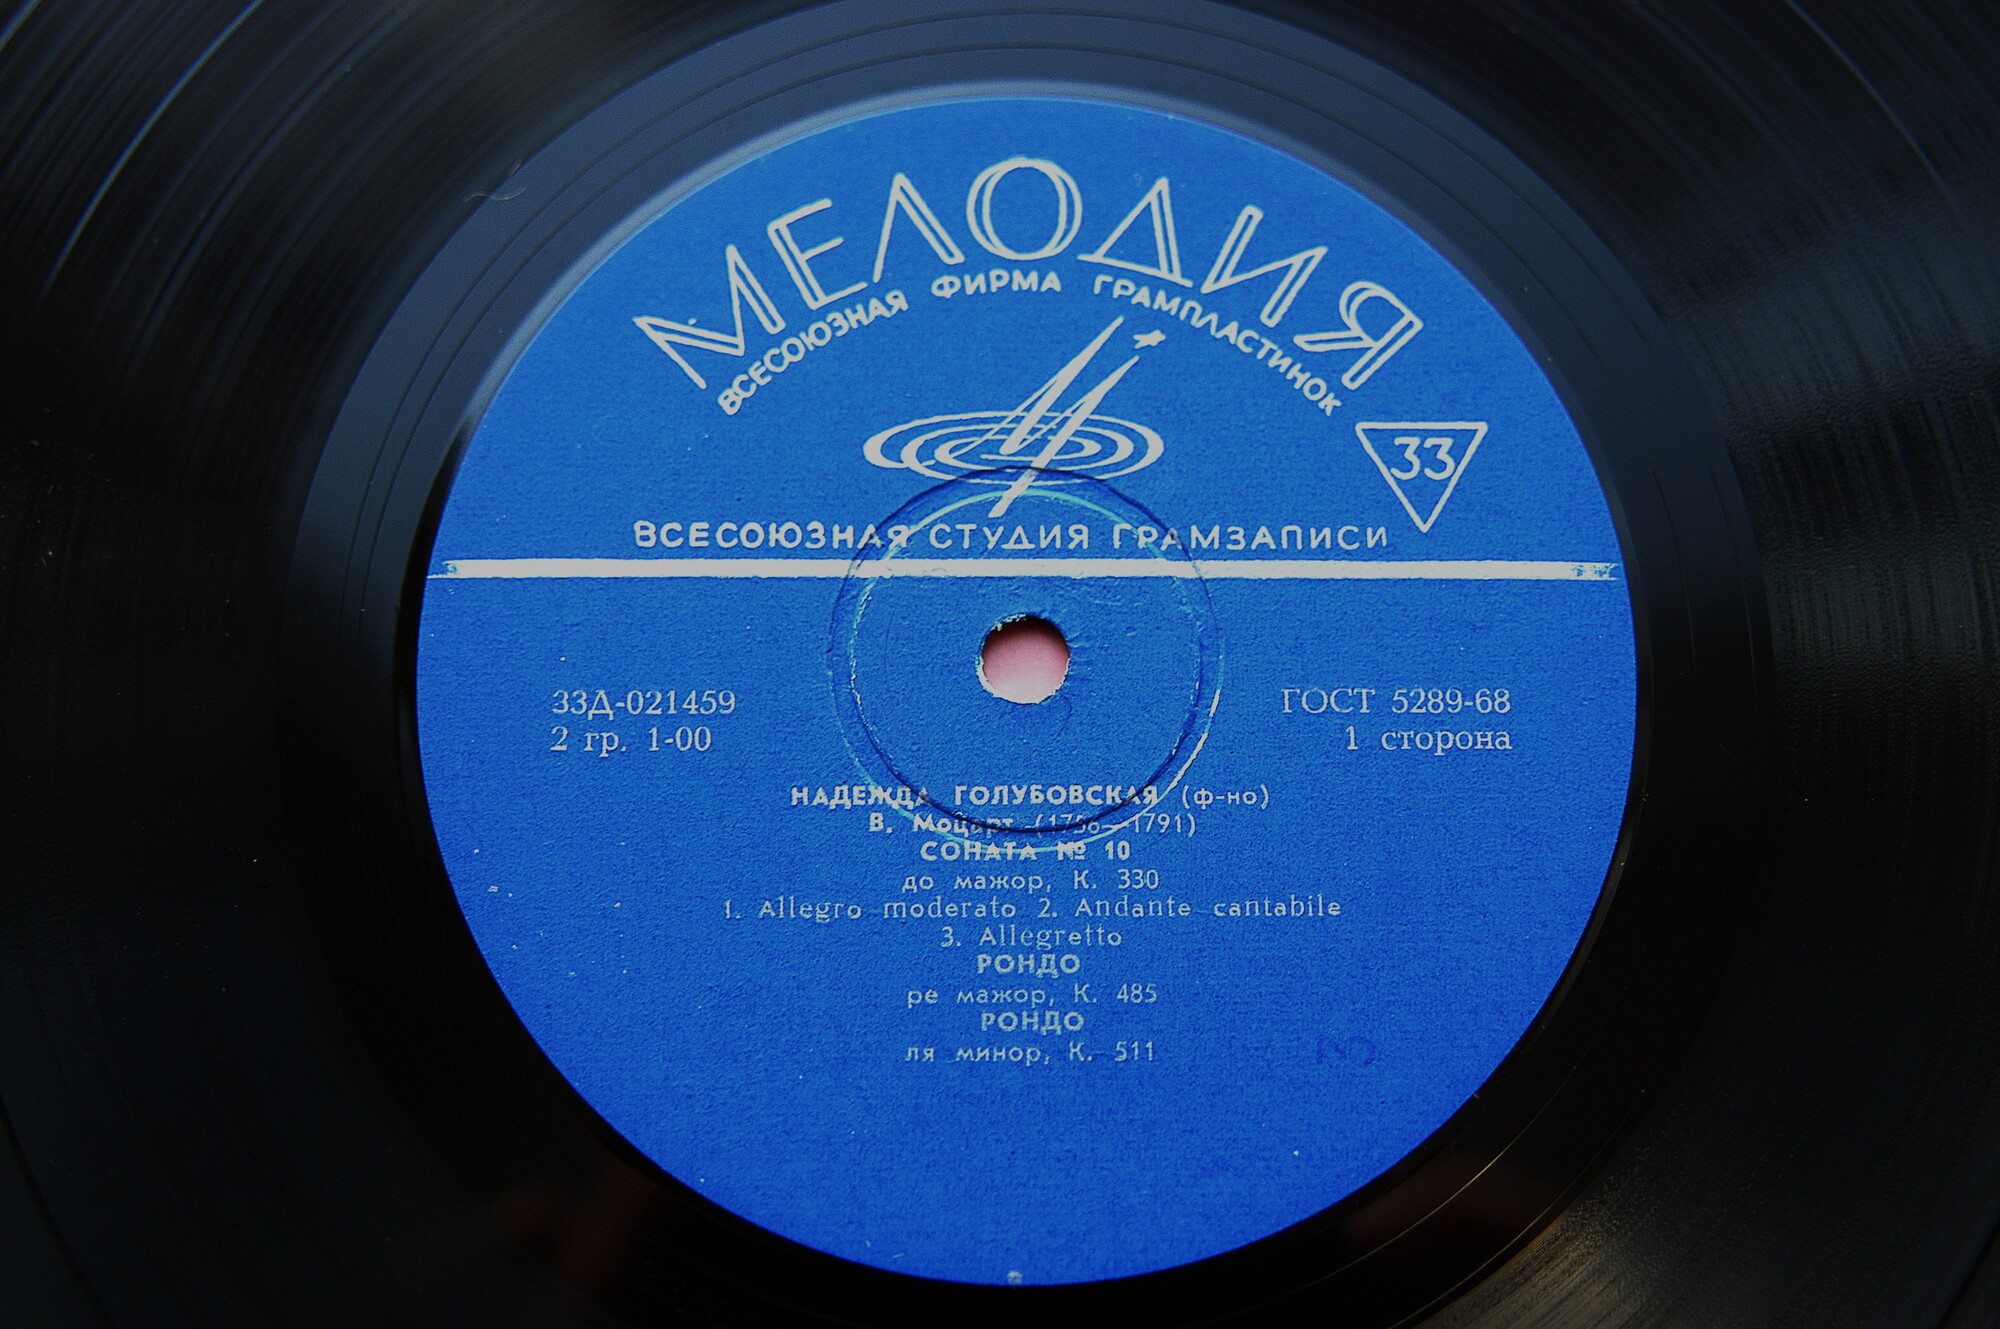 МЕЛОДИЯ
ВСЕСОЮЗНАЯ ФИРМА ГРАМПЛАСТИНОК
33
ВСЕСОЮЗНАЯ СТУДИЯ ГРАМЗАПИСИ
33Д-021459
2 гр. 1-00
ГОСТ 5289-68
1 сторона
НАДЕЖДА ГОЛУБОВСКАЯ (ф-но)
В. Моцарт (1756—1791)
СОНАТА № 10
до мажор, К. 330
1. Allegro moderato 2. Andante cantabile
3. Allegretto
РОНДО
ре мажор, К. 485
РОНДО
ля минор, К. 511